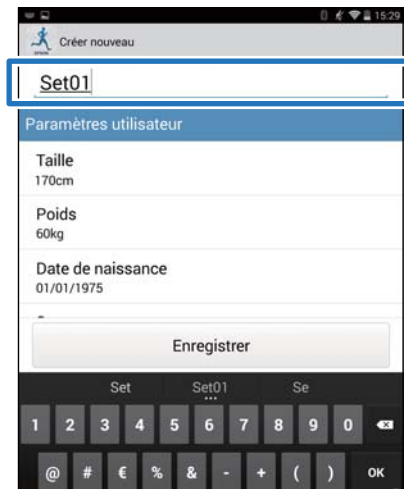 15:29
Créer nouveau
Set01
Paramètres utilisateur
Taille
170cm
Poids
60kg
Date de naissance
01/01/1975
Enregistrer
Set Set01 Se
1 2 3 4 5 6 7 8 9 0
@ # € % & - + ( ) OK